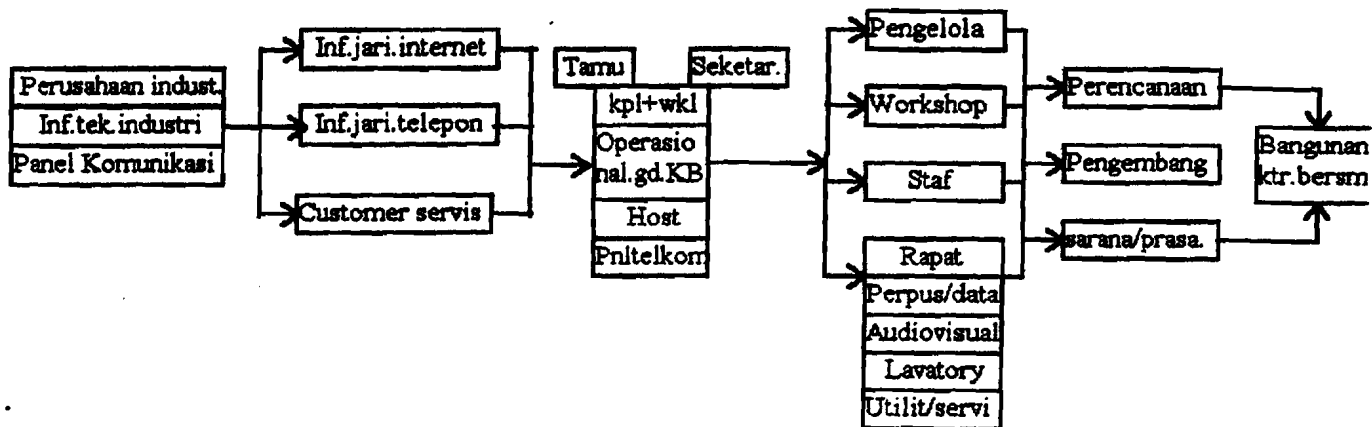 Perusahaan indust.
Inf.tek.industri
Panel Komunikasi
Inf.jari.internet
Inf.jari.telepon
Customer servis
Tamu
Seketar.
kpl+wkl
Operasio
nal.gd.KB
Host
Pnltelkom
Pengelola
Workshop
Staf
Rapat
Perpus/data
Audiovisual
Lavatory
Utilit/servi
Perencanaan
Pengembang
sarana/prasa.
Bangunan
ktr.bersm